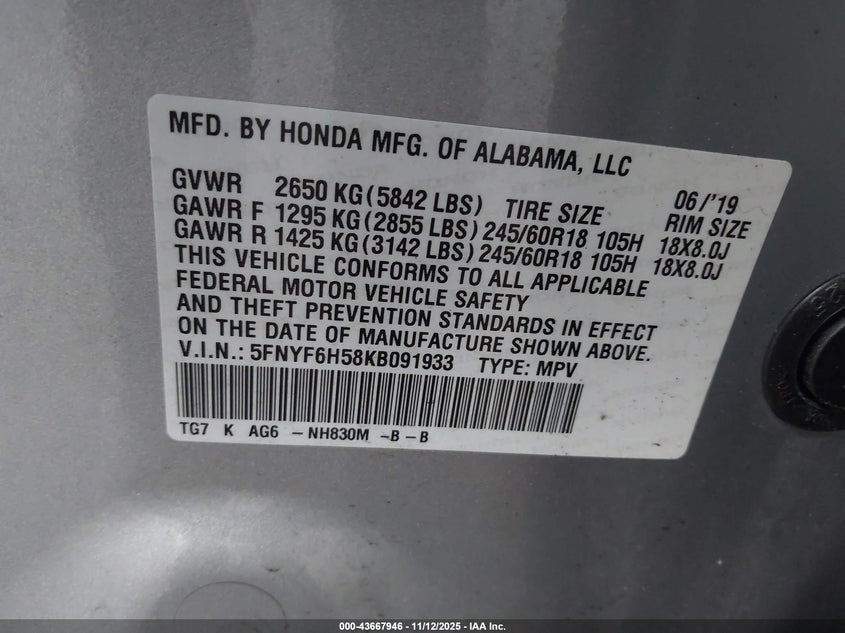 MFD. BY HONDA MFG. OF ALABAMA, LLC
GVWR 2650 KG (5842 LBS) TIRE SIZE 06/'19 RIM SIZE
GAWR F 1295 KG (2855 LBS) 245/60R18 105H 18X8.0J
GAWR R 1425 KG (3142 LBS) 245/60R18 105H 18X8.0J
THIS VEHICLE CONFORMS TO ALL APPLICABLE
FEDERAL MOTOR VEHICLE SAFETY
AND THEFT PREVENTION STANDARDS IN EFFECT
ON THE DATE OF MANUFACTURE SHOWN ABOVE.
V.I.N.: 5FNYF6H58KB091933 TYPE: MPV
TG7 K AG6 -NH830M -B-B
000-43667946 - 11/12/2025 - IAA Inc.